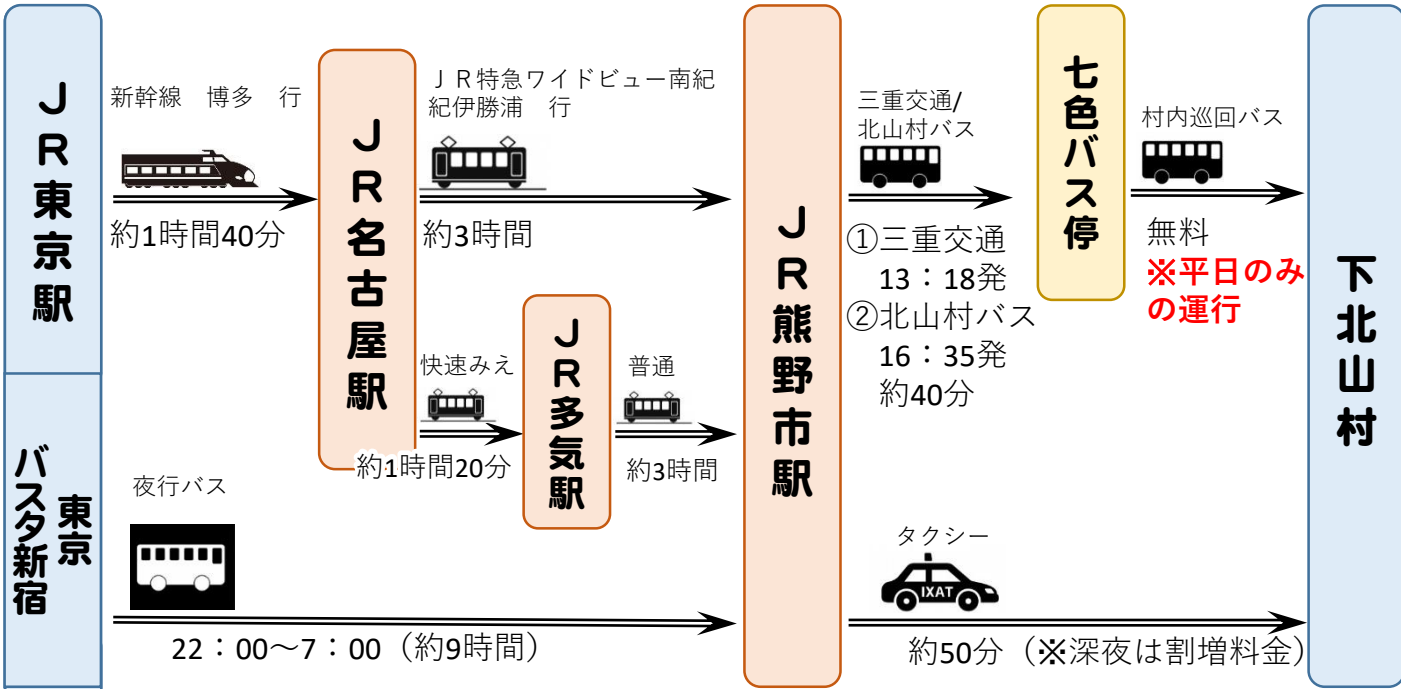 JR東京駅
東京
バスタ新宿
新幹線　博多　行
約1時間40分
JR名古屋駅
ＪＲ特急ワイドビュー南紀
紀伊勝浦　行
約3時間
快速みえ
約1時間20分
JR多気駅
普通
約3時間
夜行バス
22：00～7：00（約9時間）
JR熊野市駅
三重交通/
北山村バス
①三重交通
13：18発
②北山村バス
16：35発
約40分
七色バス停
村内巡回バス
無料
※平日のみ
の運行
タクシー
IXAT
約50分（※深夜は割増料金）
下北山村